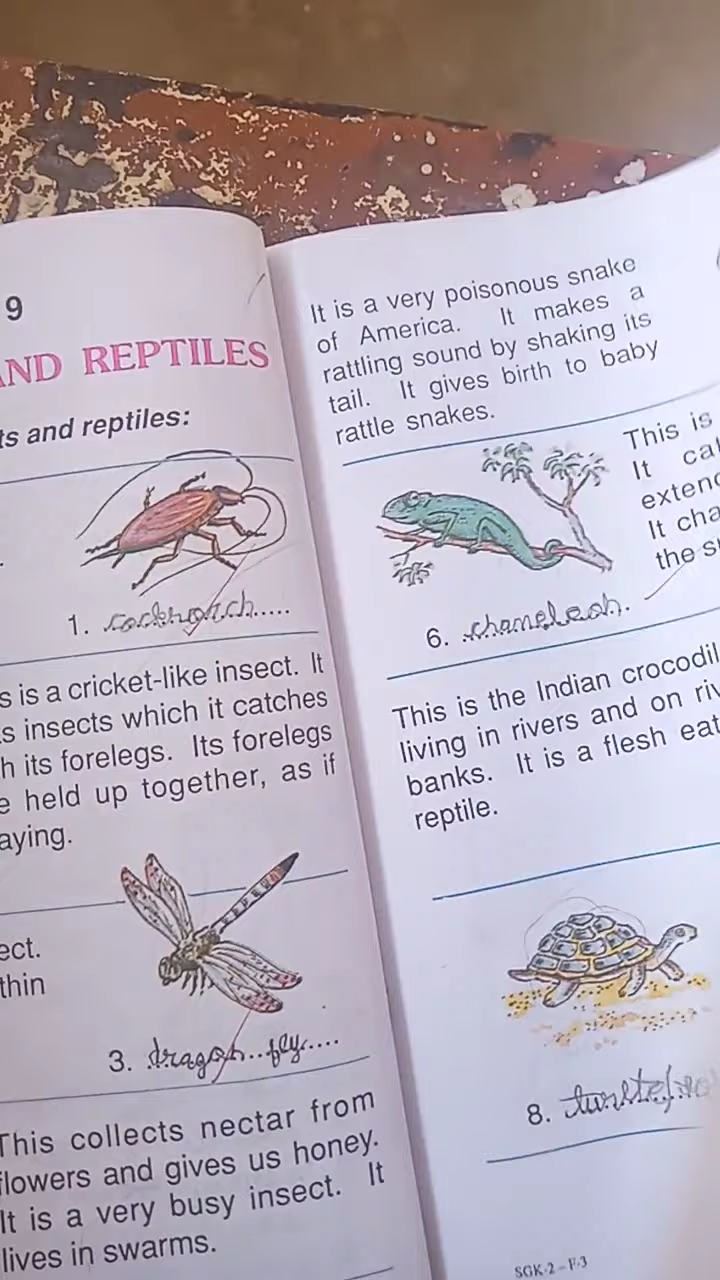 9
AND REPTILES
ts and reptiles:
1. cockroach.....
s is a cricket-like insect. It
s insects which it catches
h its forelegs. Its forelegs
e held up together, as if
aying.
ect.
thin
3. dragon..fly.....
This collects nectar from
flowers and gives us honey.
It is a very busy insect. It
lives in swarms.
It is a very poisonous snake
of America. It makes a
rattling sound by shaking its
tail. It gives birth to baby
rattle snakes.
This is
It cat
extend
It cha
the s
6. chameleon.
This is the Indian crocodil
living in rivers and on riv
banks. It is a flesh eat
reptile.
8.
SGK-2-F-3